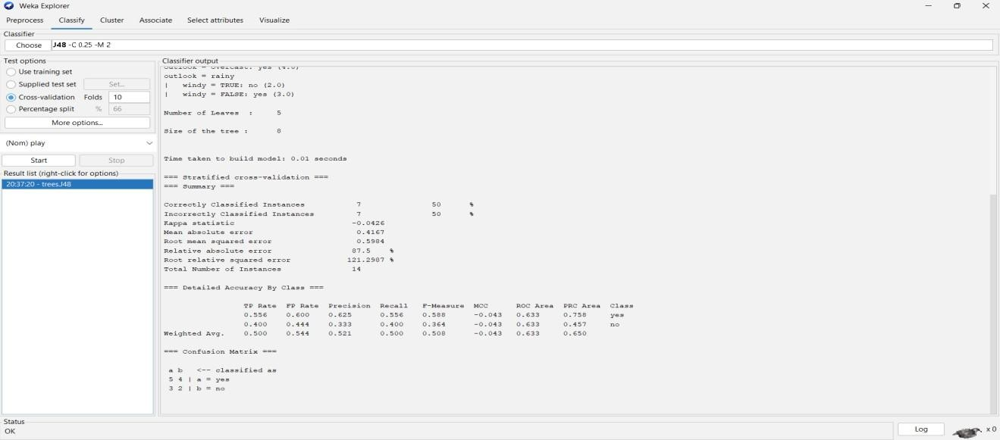 Weka Explorer
Preprocess Classify Cluster Associate Select attributes Visualize
Classifier
Choose J48 -C 0.25 -M 2
Test options
Use training set
Supplied test set Set...
Cross-validation Folds 10
Percentage split % 66
More options...
(Nom) play
Start Stop
Result list (right-click for options)
20:37:20 - trees.J48
Classifier output
outlook = overcast: yes (4.0)
outlook = rainy
|   windy = TRUE: no (2.0)
|   windy = FALSE: yes (3.0)
Number of Leaves  :     5
Size of the tree :      8
Time taken to build model: 0.01 seconds
=== Stratified cross-validation ===
=== Summary ===
Correctly Classified Instances 7 50 %
Incorrectly Classified Instances 7 50 %
Kappa statistic -0.0426
Mean absolute error 0.4167
Root mean squared error 0.5984
Relative absolute error 87.5 %
Root relative squared error 121.2987 %
Total Number of Instances 14
=== Detailed Accuracy By Class ===
TP Rate FP Rate Precision Recall F-Measure MCC ROC Area PRC Area Class
0.556 0.600 0.625 0.556 0.588 -0.043 0.633 0.758 yes
0.400 0.444 0.333 0.400 0.364 -0.043 0.633 0.457 no
Weighted Avg. 0.500 0.544 0.521 0.500 0.508 -0.043 0.633 0.650
=== Confusion Matrix ===
a b <-- classified as
5 4 | a = yes
3 2 | b = no
Status
OK
Log x 0